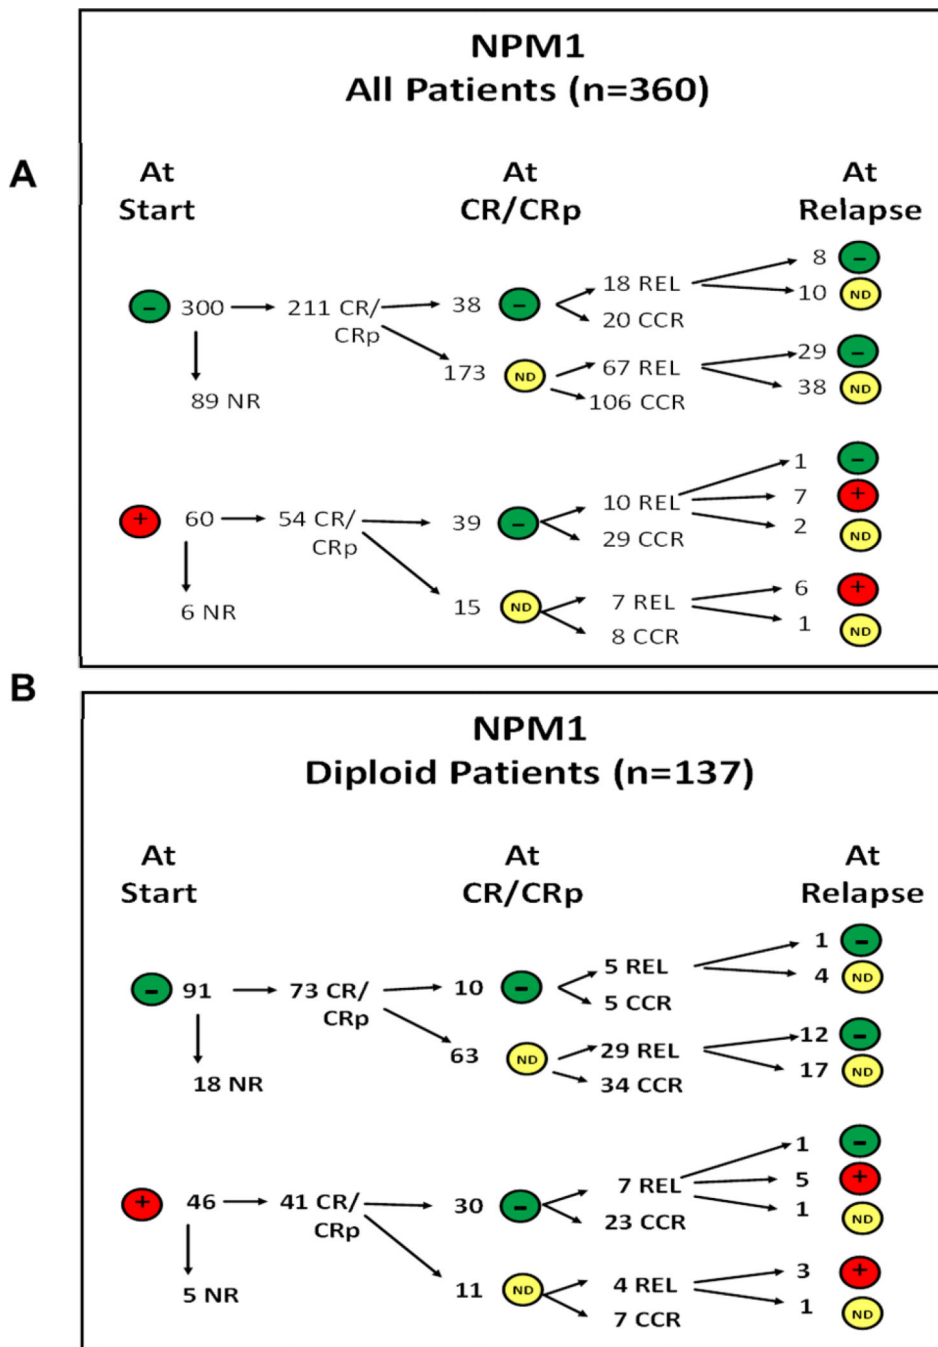 A
NPM1
All Patients (n=360)
At Start
At CR/CRp
At Relapse
− 300
89 NR
211 CR/
CRp
38 −
18 REL
20 CCR
8 −
10 ND
173 ND
67 REL
106 CCR
29 −
38 ND
+ 60
6 NR
54 CR/
CRp
39 −
10 REL
29 CCR
1 −
7 +
2 ND
15 ND
7 REL
8 CCR
6 +
1 ND
B
NPM1
Diploid Patients (n=137)
At Start
At CR/CRp
At Relapse
− 91
18 NR
73 CR/
CRp
10 −
5 REL
5 CCR
1 −
4 ND
63 ND
29 REL
34 CCR
12 −
17 ND
+ 46
5 NR
41 CR/
CRp
30 −
7 REL
23 CCR
1 −
5 +
1 ND
11 ND
4 REL
7 CCR
3 +
1 ND